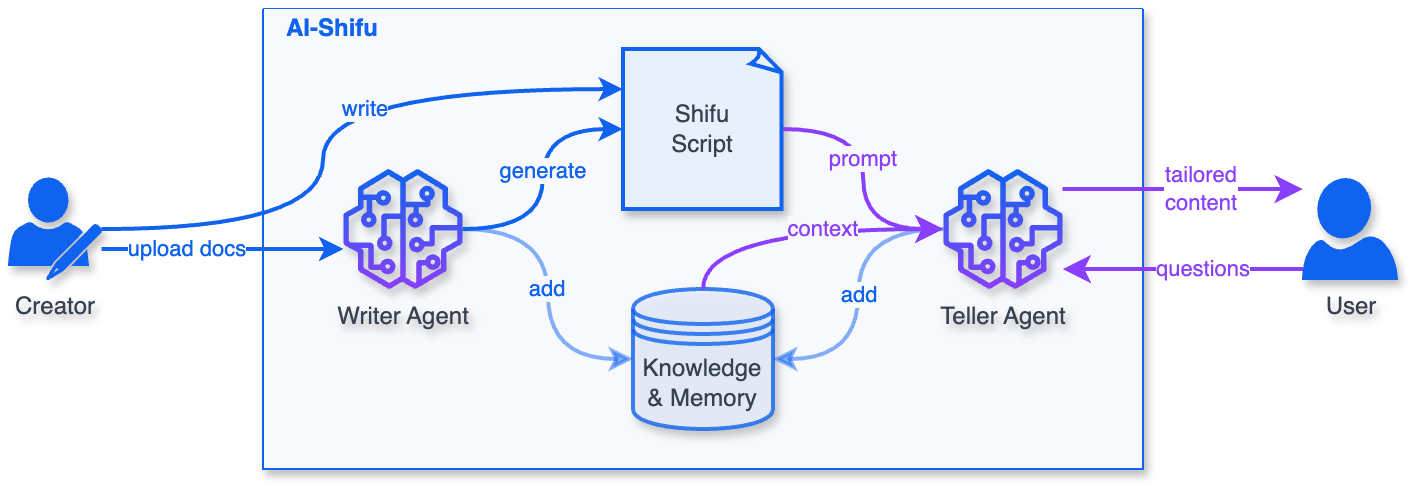 AI-Shifu
write
Shifu
Script
generate
prompt
tailored
content
upload docs
context
questions
Creator
Writer Agent
add
add
Teller Agent
User
Knowledge
& Memory